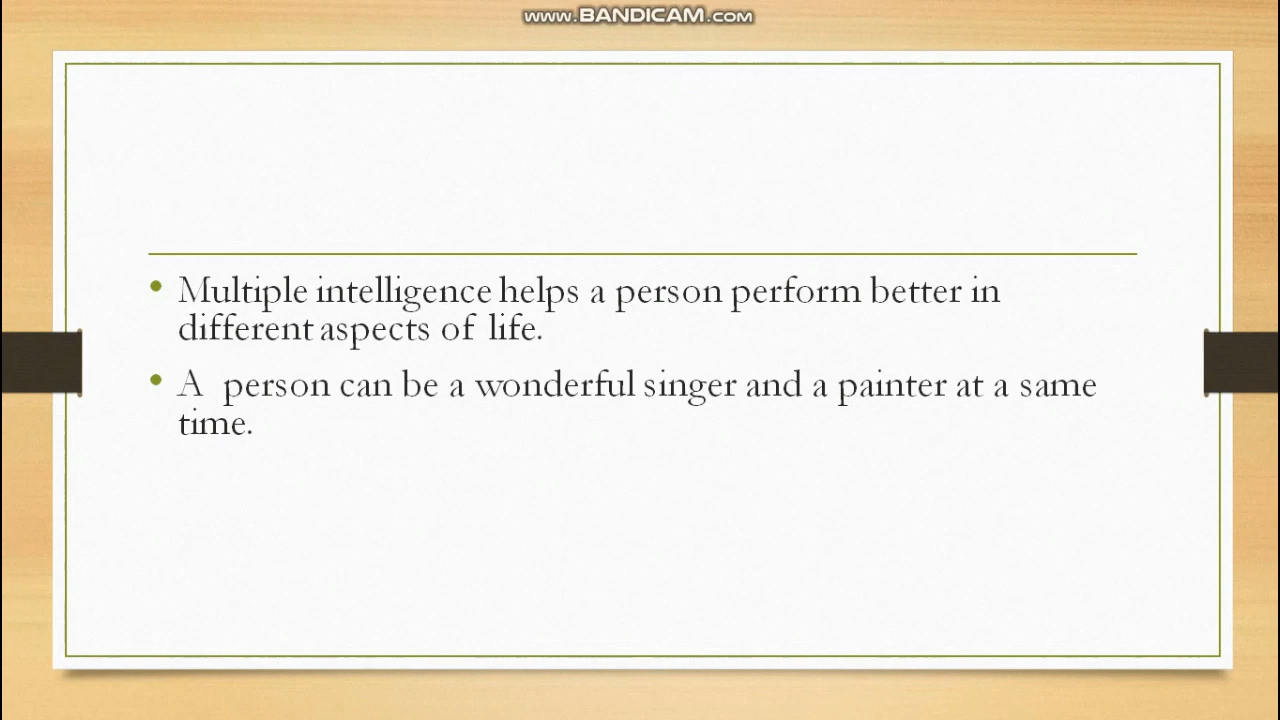 www.BANDICAM.com
• Multiple intelligence helps a person perform better in
different aspects of life.
• A  person can be a wonderful singer and a painter at a same
time.